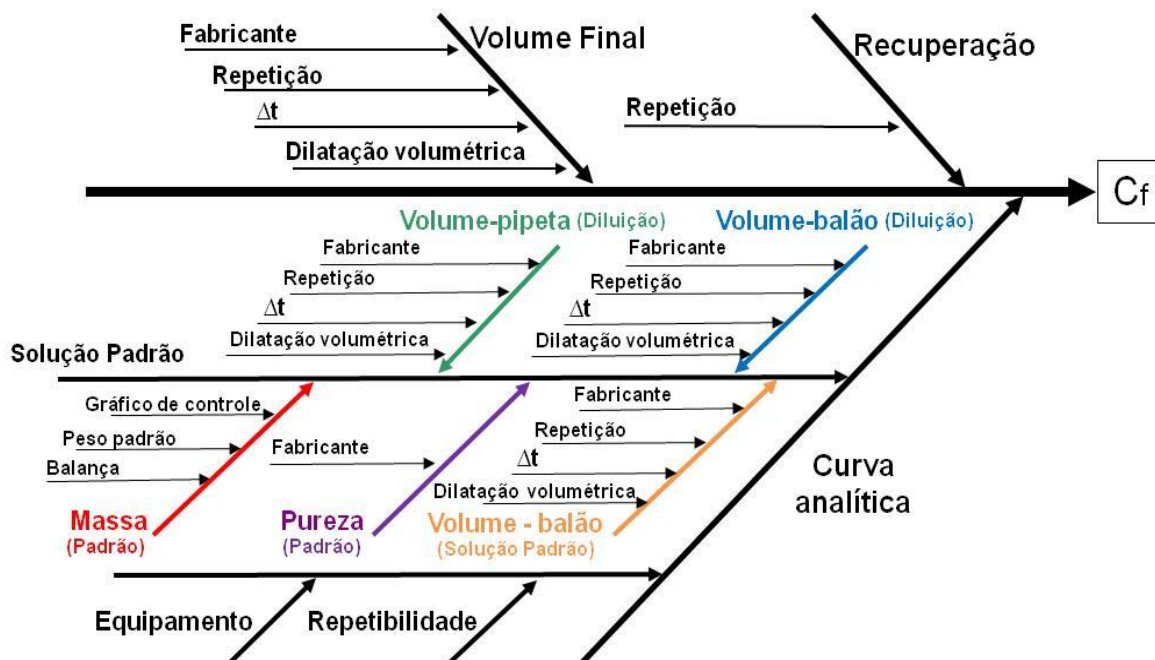 Volume Final
Fabricante
Repetição
Δt
Dilatação volumétrica
Recuperação
Repetição
Cf
Volume-pipeta (Diluição)
Fabricante
Repetição
Δt
Dilatação volumétrica
Volume-balão (Diluição)
Fabricante
Repetição
Δt
Dilatação volumétrica
Solução Padrão
Gráfico de controle
Peso padrão
Balança
Massa
(Padrão)
Fabricante
Pureza
(Padrão)
Fabricante
Repetição
Δt
Dilatação volumétrica
Volume - balão
(Solução Padrão)
Curva
analítica
Equipamento
Repetibilidade